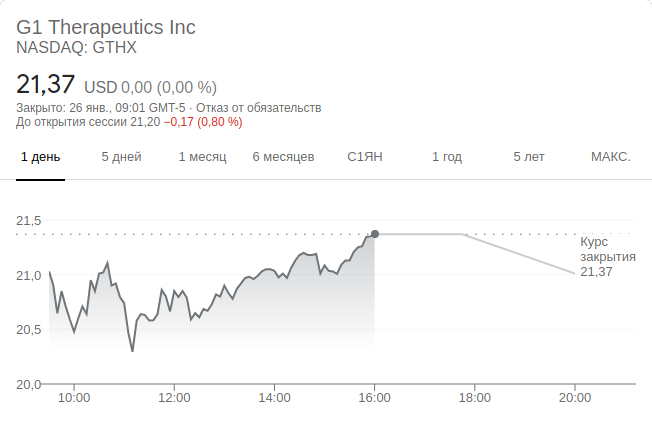 G1 Therapeutics Inc
NASDAQ: GTHX
21,37 USD 0,00 (0,00 %)
Закрыто: 26 янв., 09:01 GMT-5 · Отказ от обязательств
До открытия сессии 21,20 −0,17 (0,80 %)
1 день 5 дней 1 месяц 6 месяцев С1ЯН 1 год 5 лет МАКС.
21,5
Курс
закрытия
21,37
21,0
20,5
20,0
10:00 12:00 14:00 16:00 18:00 20:00